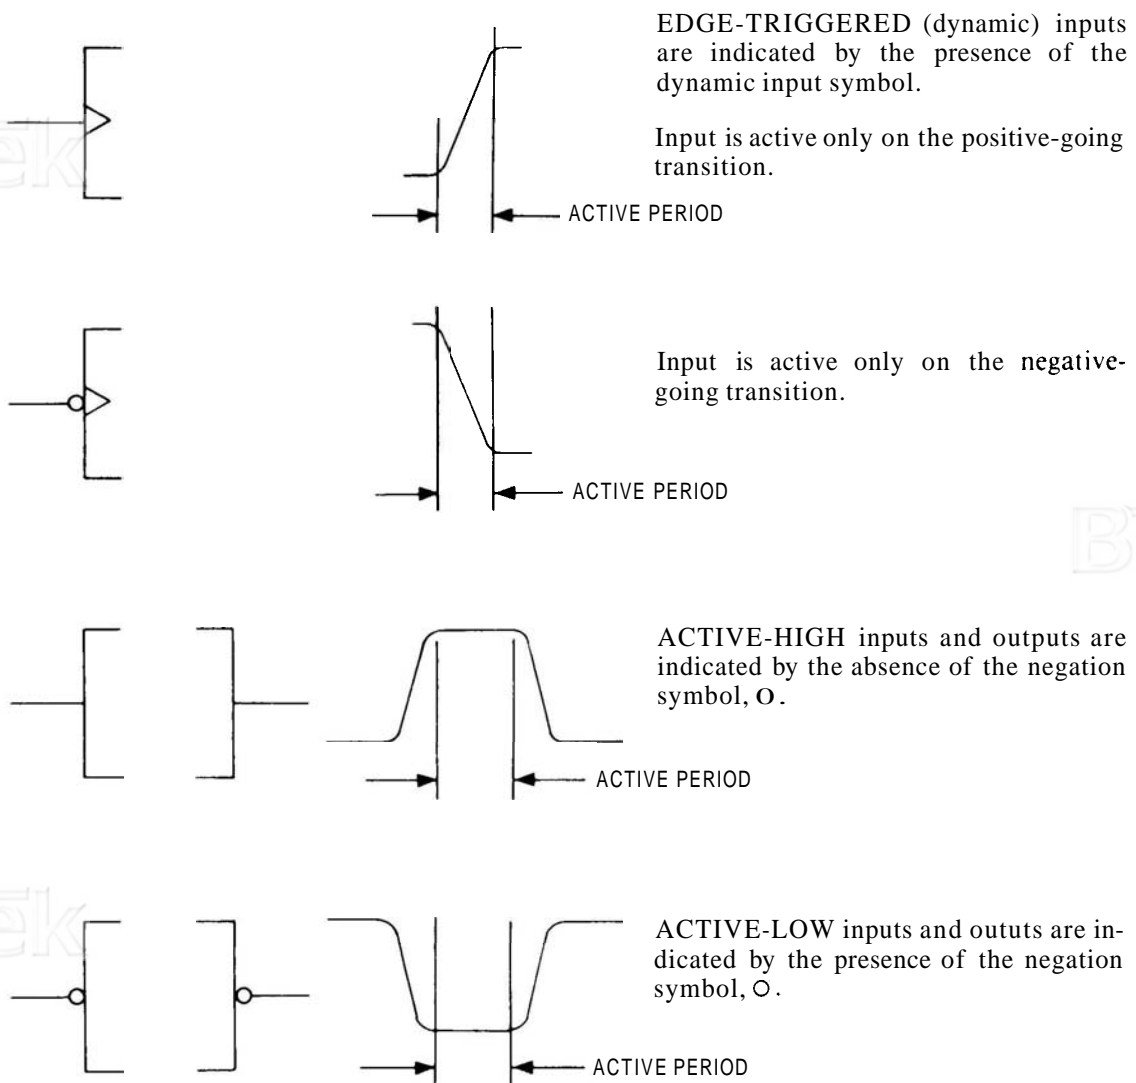 EDGE-TRIGGERED (dynamic) inputs
are indicated by the presence of the
dynamic input symbol.
Input is active only on the positive-going
transition.
ACTIVE PERIOD
Input is active only on the negative-
going transition.
ACTIVE PERIOD
ACTIVE-HIGH inputs and outputs are
indicated by the absence of the negation
symbol, O.
ACTIVE PERIOD
ACTIVE-LOW inputs and oututs are in-
dicated by the presence of the negation
symbol, O.
ACTIVE PERIOD